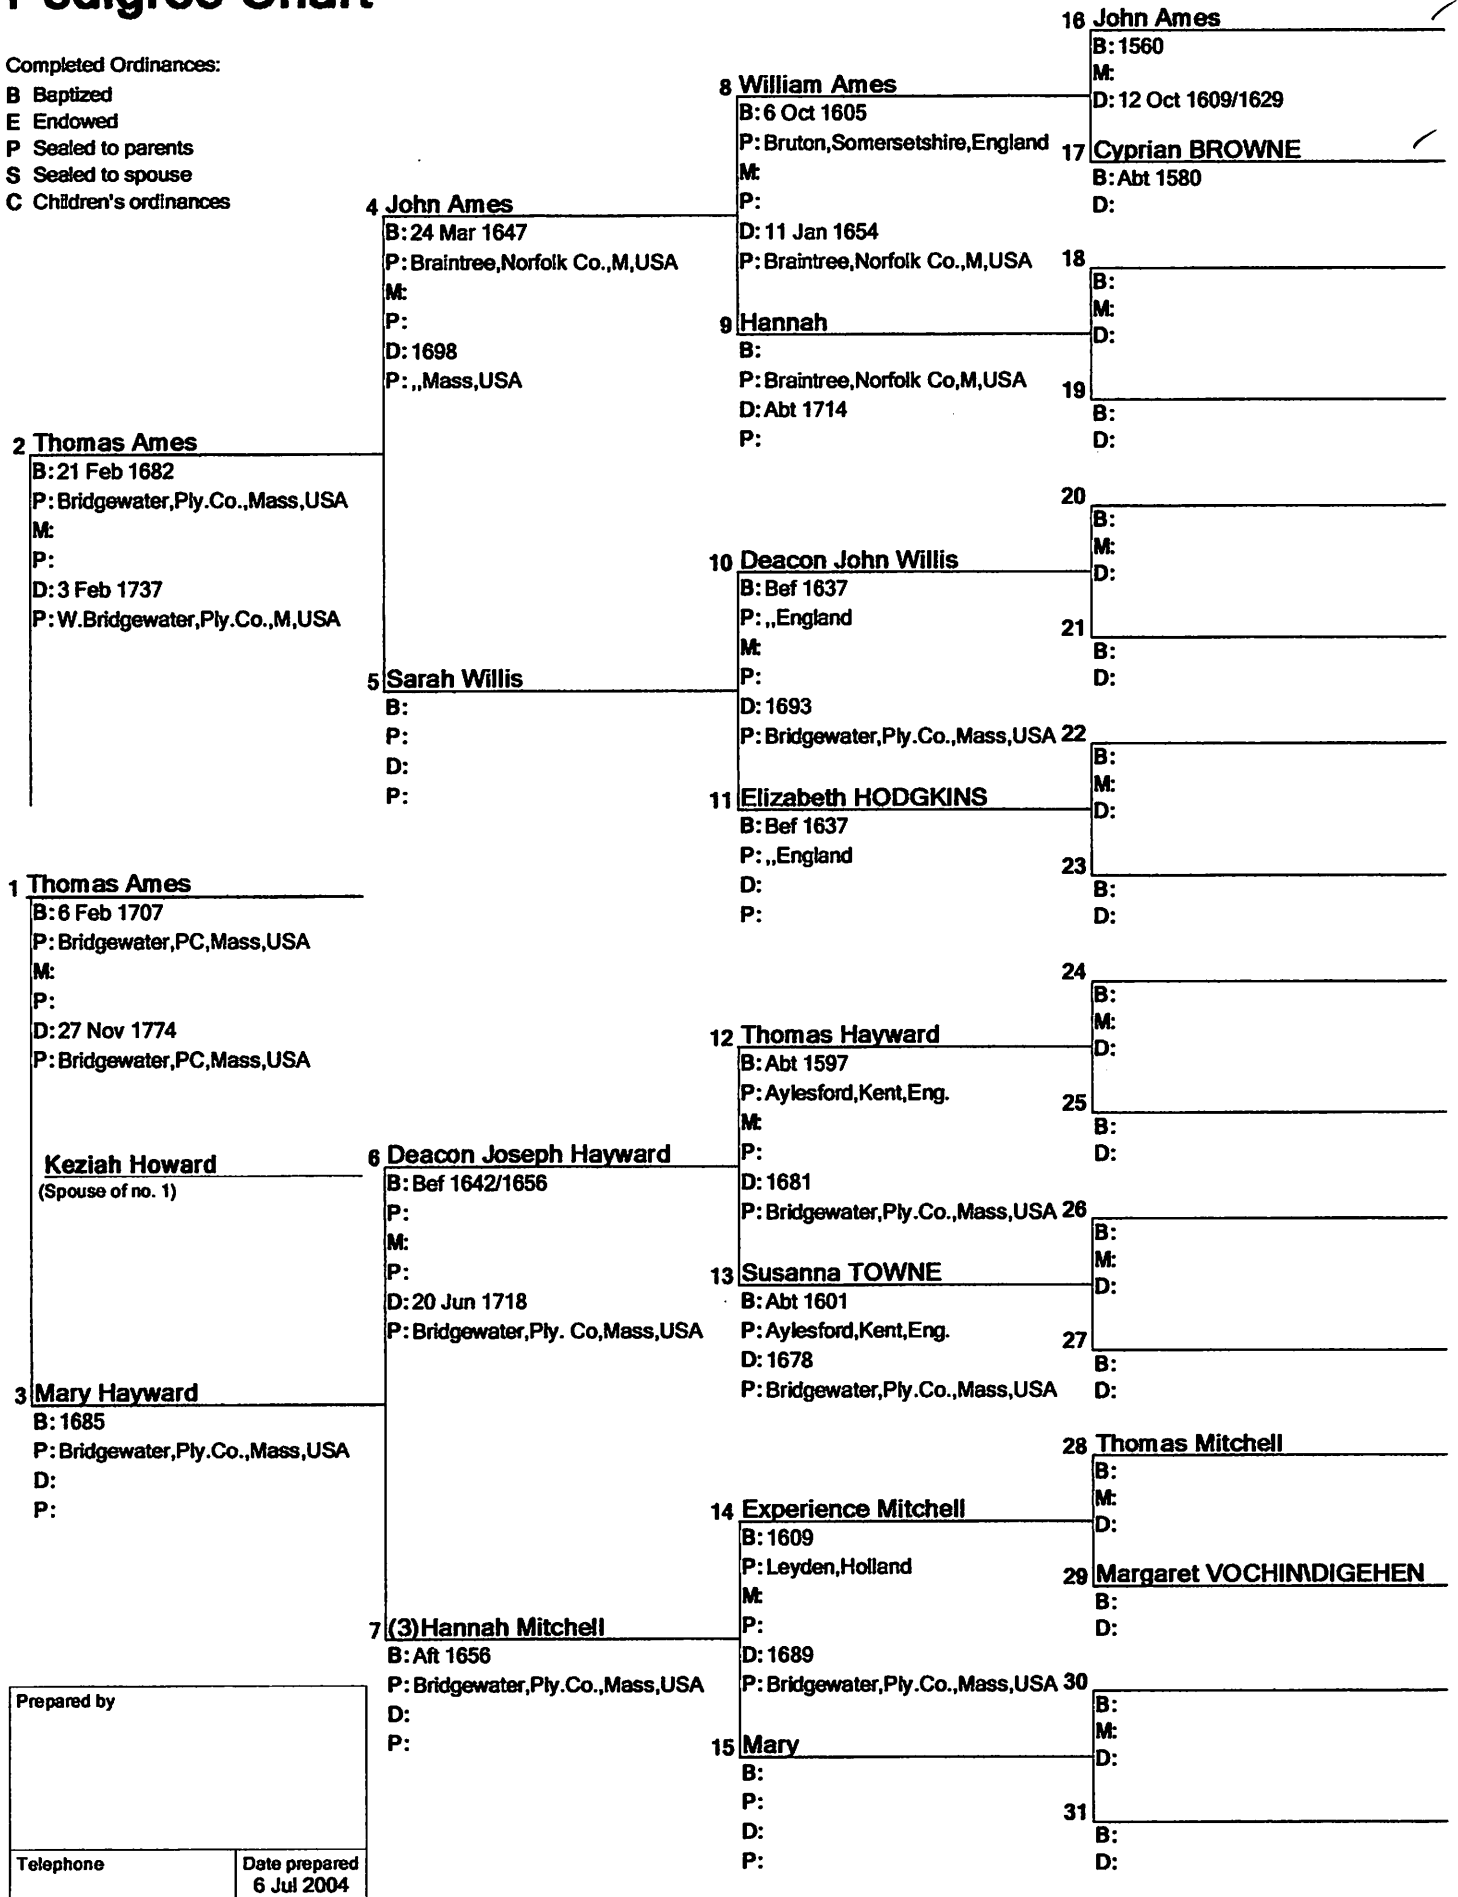 Pedigree Chart
Completed Ordinances:
B Baptized
E Endowed
P Sealed to parents
S Sealed to spouse
C Children's ordinances
2 Thomas Ames
B: 21 Feb 1682
P: Bridgewater,Ply.Co.,Mass,USA
M:
P:
D: 3 Feb 1737
P: W.Bridgewater,Ply.Co.,M,USA
1 Thomas Ames
B: 6 Feb 1707
P: Bridgewater,PC,Mass,USA
M:
P:
D: 27 Nov 1774
P: Bridgewater,PC,Mass,USA
Keziah Howard
(Spouse of no. 1)
3 Mary Hayward
B: 1685
P: Bridgewater,Ply.Co.,Mass,USA
D:
P:
Prepared by
Telephone
Date prepared
6 Jul 2004
4 John Ames
B: 24 Mar 1647
P: Braintree,Norfolk Co.,M,USA
M:
P:
D: 1698
P: ,,Mass,USA
5 Sarah Willis
B:
P:
D:
P:
6 Deacon Joseph Hayward
B: Bef 1642/1656
P:
M:
P:
D: 20 Jun 1718
P: Bridgewater,Ply. Co,Mass,USA
7 (3)Hannah Mitchell
B: Aft 1656
P: Bridgewater,Ply.Co.,Mass,USA
D:
P:
8 William Ames
B: 6 Oct 1605
P: Bruton,Somersetshire,England
M:
P:
D: 11 Jan 1654
P: Braintree,Norfolk Co.,M,USA
9 Hannah
B:
P: Braintree,Norfolk Co,M,USA
D: Abt 1714
P:
10 Deacon John Willis
B: Bef 1637
P: ,,England
M:
P:
D: 1693
P: Bridgewater,Ply.Co.,Mass,USA
11 Elizabeth HODGKINS
B: Bef 1637
P: ,,England
D:
P:
12 Thomas Hayward
B: Abt 1597
P: Aylesford,Kent,Eng.
M:
P:
D: 1681
P: Bridgewater,Ply.Co.,Mass,USA
13 Susanna TOWNE
B: Abt 1601
P: Aylesford,Kent,Eng.
D: 1678
P: Bridgewater,Ply.Co.,Mass,USA
14 Experience Mitchell
B: 1609
P: Leyden,Holland
M:
P:
D: 1689
P: Bridgewater,Ply.Co.,Mass,USA
15 Mary
B:
P:
D:
P:
16 John Ames
B: 1560
M:
D: 12 Oct 1609/1629
17 Cyprian BROWNE
B: Abt 1580
D:
18
B:
M:
D:
19
B:
D:
20
B:
M:
D:
21
B:
D:
22
B:
M:
D:
23
B:
D:
24
B:
M:
D:
25
B:
D:
26
B:
M:
D:
27
B:
D:
28 Thomas Mitchell
B:
M:
D:
29 Margaret VOCHIN\DIGEHEN
B:
D:
30
B:
M:
D:
31
B:
D: